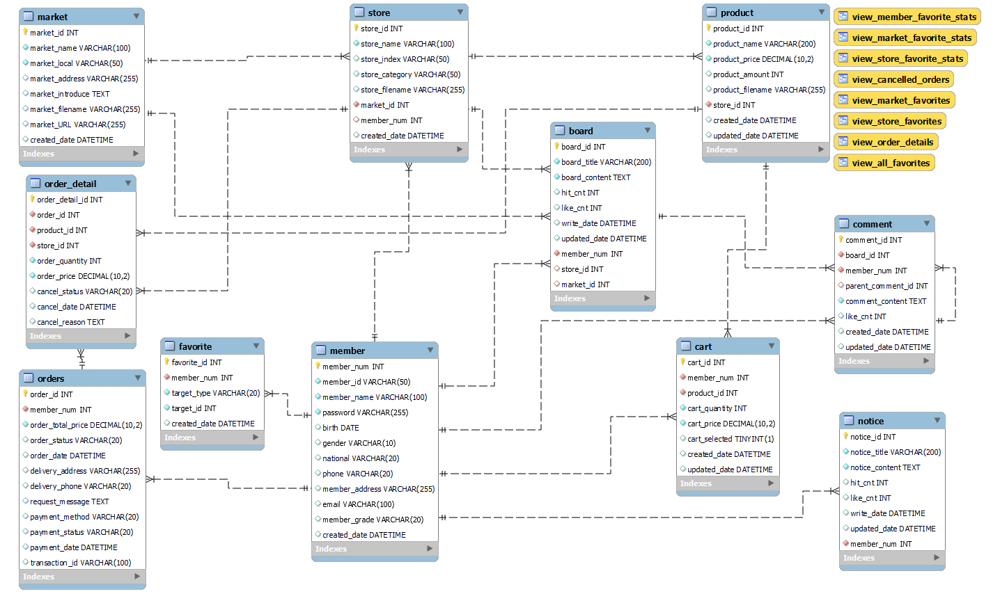 market
market_id INT
market_name VARCHAR(100)
market_local VARCHAR(50)
market_address VARCHAR(255)
market_introduce TEXT
market_filename VARCHAR(255)
market_URL VARCHAR(255)
created_date DATETIME
Indexes
store
store_id INT
store_name VARCHAR(100)
store_index VARCHAR(50)
store_category VARCHAR(50)
store_filename VARCHAR(255)
market_id INT
member_num INT
created_date DATETIME
Indexes
product
product_id INT
product_name VARCHAR(200)
product_price DECIMAL(10,2)
product_amount INT
product_filename VARCHAR(255)
store_id INT
created_date DATETIME
updated_date DATETIME
Indexes
view_member_favorite_stats
view_market_favorite_stats
view_store_favorite_stats
view_cancelled_orders
view_market_favorites
view_store_favorites
view_order_details
view_all_favorites
board
board_id INT
board_title VARCHAR(200)
board_content TEXT
hit_cnt INT
like_cnt INT
write_date DATETIME
updated_date DATETIME
member_num INT
store_id INT
market_id INT
Indexes
order_detail
order_detail_id INT
order_id INT
product_id INT
store_id INT
order_quantity INT
order_price DECIMAL(10,2)
cancel_status VARCHAR(20)
cancel_date DATETIME
cancel_reason TEXT
Indexes
comment
comment_id INT
board_id INT
member_num INT
parent_comment_id INT
comment_content TEXT
like_cnt INT
created_date DATETIME
updated_date DATETIME
Indexes
favorite
favorite_id INT
member_num INT
target_type VARCHAR(20)
target_id INT
created_date DATETIME
Indexes
member
member_num INT
member_id VARCHAR(50)
member_name VARCHAR(100)
password VARCHAR(255)
birth DATE
gender VARCHAR(10)
national VARCHAR(20)
phone VARCHAR(20)
member_address VARCHAR(255)
email VARCHAR(100)
member_grade VARCHAR(20)
created_date DATETIME
Indexes
cart
cart_id INT
member_num INT
product_id INT
cart_quantity INT
cart_price DECIMAL(10,2)
cart_selected TINYINT(1)
created_date DATETIME
updated_date DATETIME
Indexes
orders
order_id INT
member_num INT
order_total_price DECIMAL(10,2)
order_status VARCHAR(20)
order_date DATETIME
delivery_address VARCHAR(255)
delivery_phone VARCHAR(20)
request_message TEXT
payment_method VARCHAR(20)
payment_status VARCHAR(20)
payment_date DATETIME
transaction_id VARCHAR(100)
Indexes
notice
notice_id INT
notice_title VARCHAR(200)
notice_content TEXT
hit_cnt INT
like_cnt INT
write_date DATETIME
updated_date DATETIME
member_num INT
Indexes